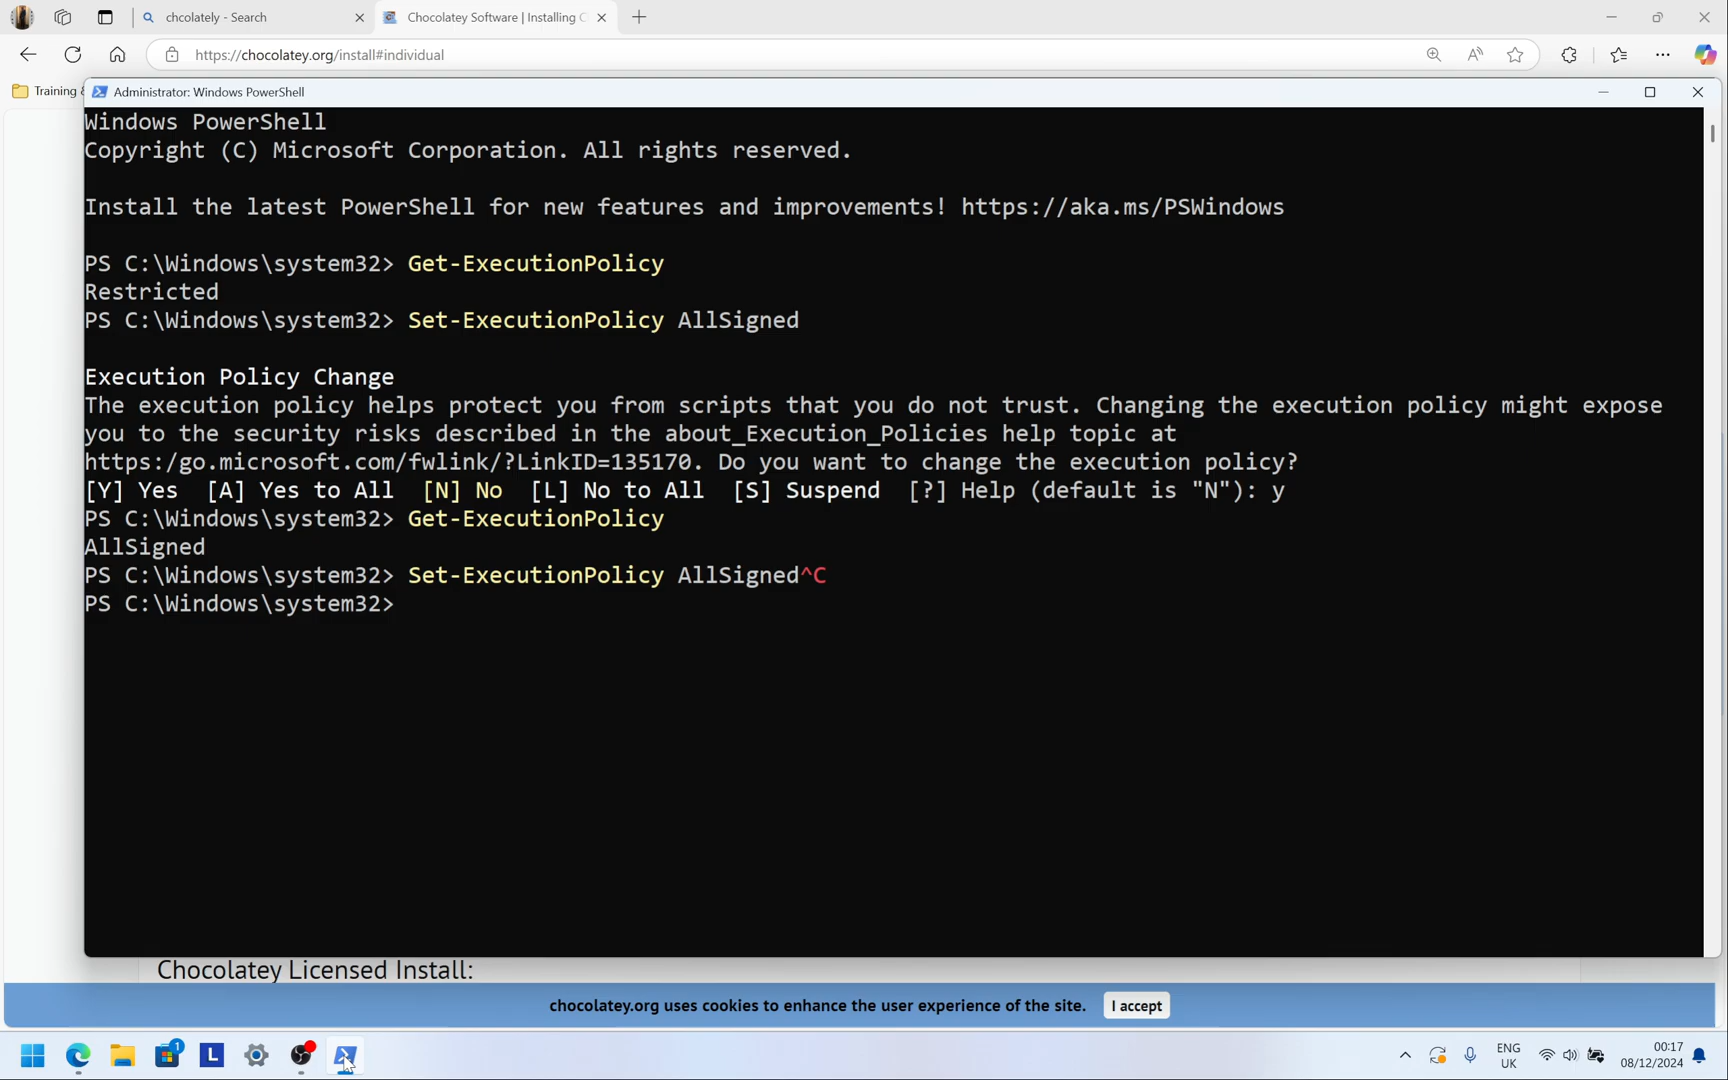 chcolately - Search
Chocolatey Software | Installing C
https://chocolatey.org/install#individual
Training &
Administrator: Windows PowerShell
Windows PowerShell
Copyright (C) Microsoft Corporation. All rights reserved.
Install the latest PowerShell for new features and improvements! https://aka.ms/PSWindows
PS C:\Windows\system32> Get-ExecutionPolicy
Restricted
PS C:\Windows\system32> Set-ExecutionPolicy AllSigned
Execution Policy Change
The execution policy helps protect you from scripts that you do not trust. Changing the execution policy might expose
you to the security risks described in the about_Execution_Policies help topic at
https:/go.microsoft.com/fwlink/?LinkID=135170. Do you want to change the execution policy?
[Y] Yes  [A] Yes to All  [N] No  [L] No to All  [S] Suspend  [?] Help (default is "N"): y
PS C:\Windows\system32> Get-ExecutionPolicy
AllSigned
PS C:\Windows\system32> Set-ExecutionPolicy AllSigned^C
PS C:\Windows\system32>
Chocolatey Licensed Install:
chocolatey.org uses cookies to enhance the user experience of the site.
I accept
1
L
ENG
UK
00:17
08/12/2024